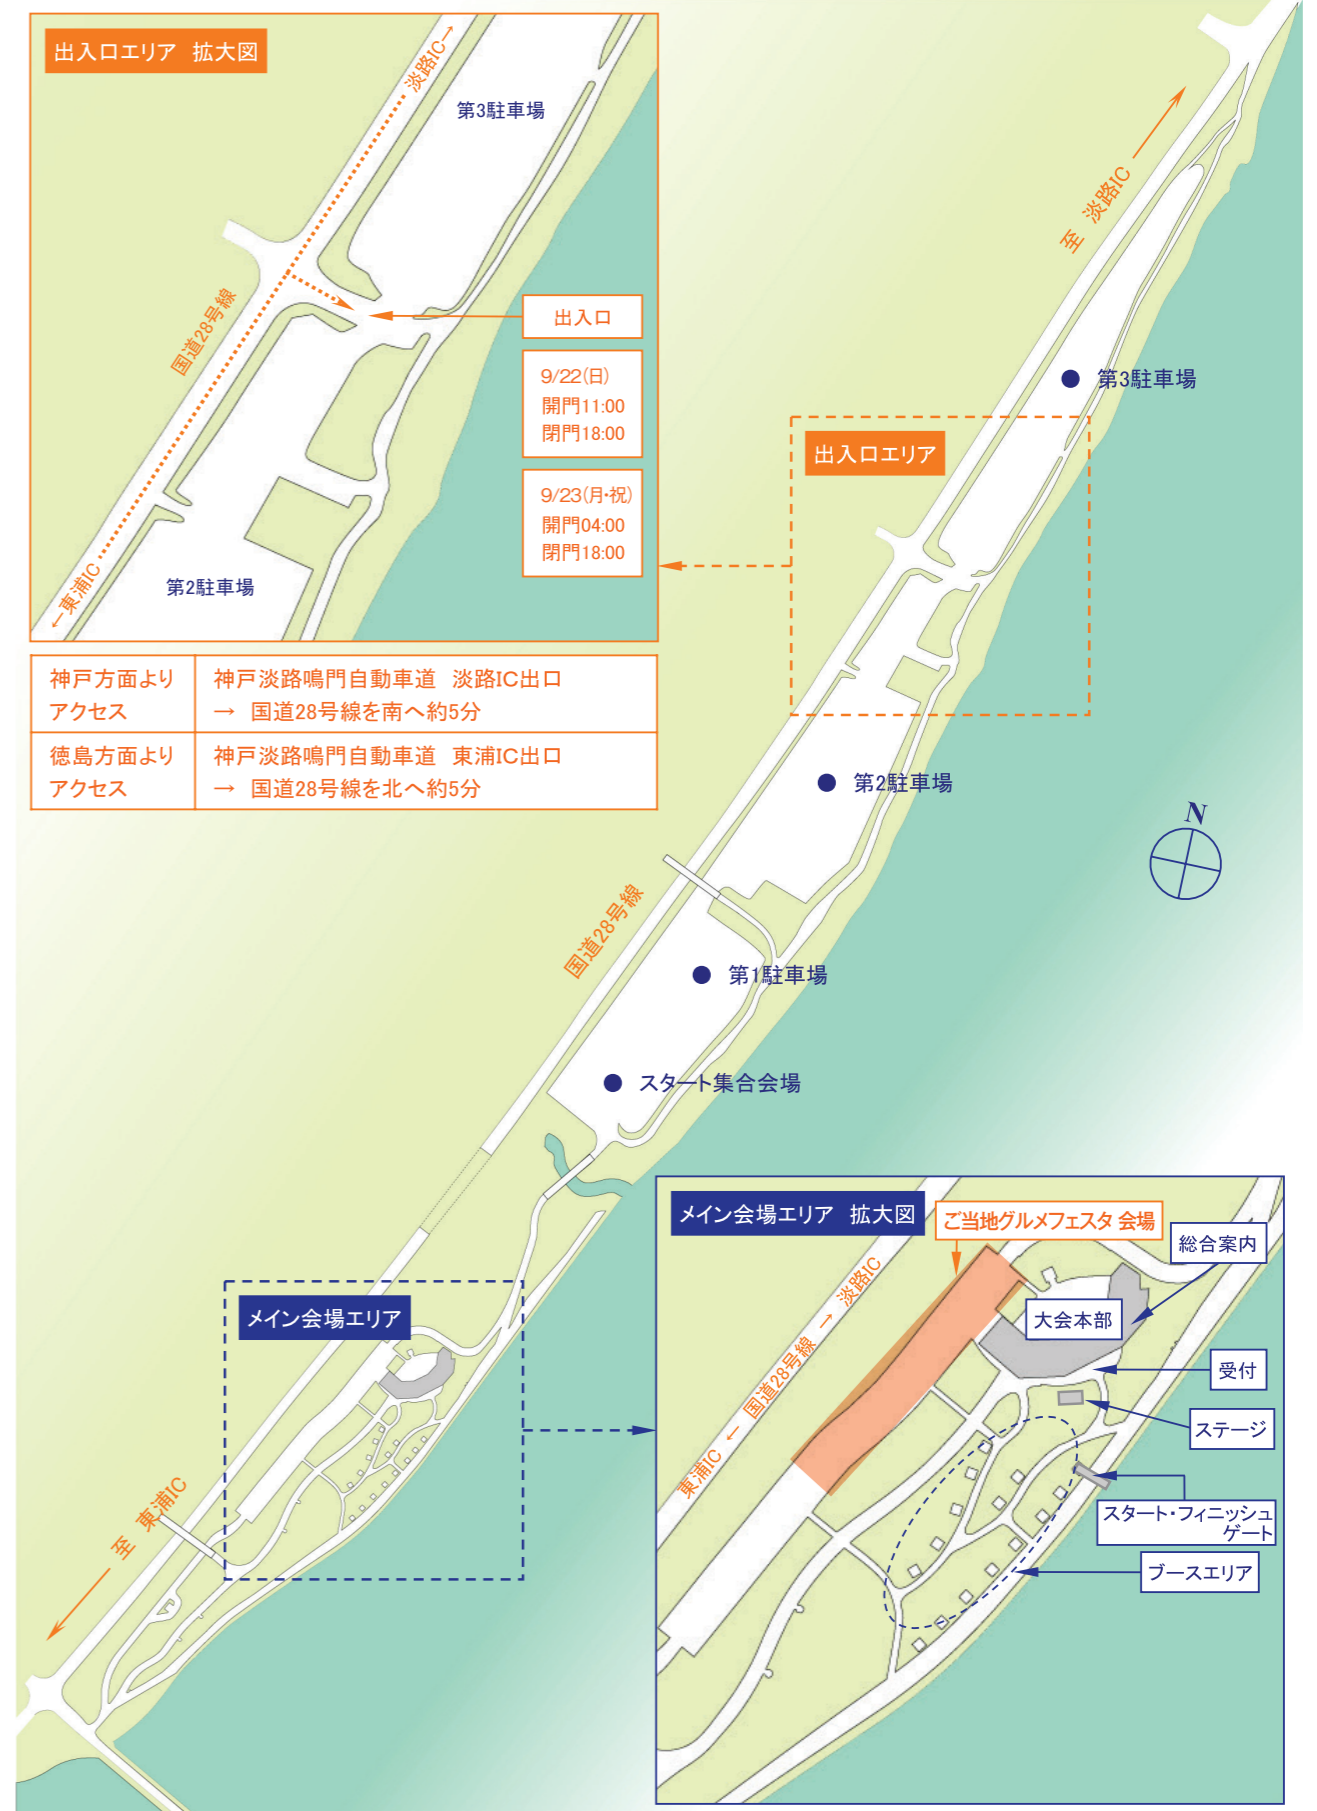 出入口エリア 拡大図
淡路IC→
第3駐車場
国道28号線
出入口
9/22(日)
開門11:00
閉門18:00
9/23(月・祝)
開門04:00
閉門18:00
←東浦IC
第2駐車場
神戸方面より
アクセス
神戸淡路鳴門自動車道 淡路IC出口
→ 国道28号線を南へ約5分
徳島方面より
アクセス
神戸淡路鳴門自動車道 東浦IC出口
→ 国道28号線を北へ約5分
至 淡路IC
第3駐車場
出入口エリア
第2駐車場
N
国道28号線
第1駐車場
スタート集合会場
メイン会場エリア
至 東浦IC
メイン会場エリア 拡大図
ご当地グルメフェスタ 会場
総合案内
大会本部
受付
ステージ
東浦IC ← 国道28号線 → 淡路IC
スタート・フィニッシュ
ゲート
ブースエリア